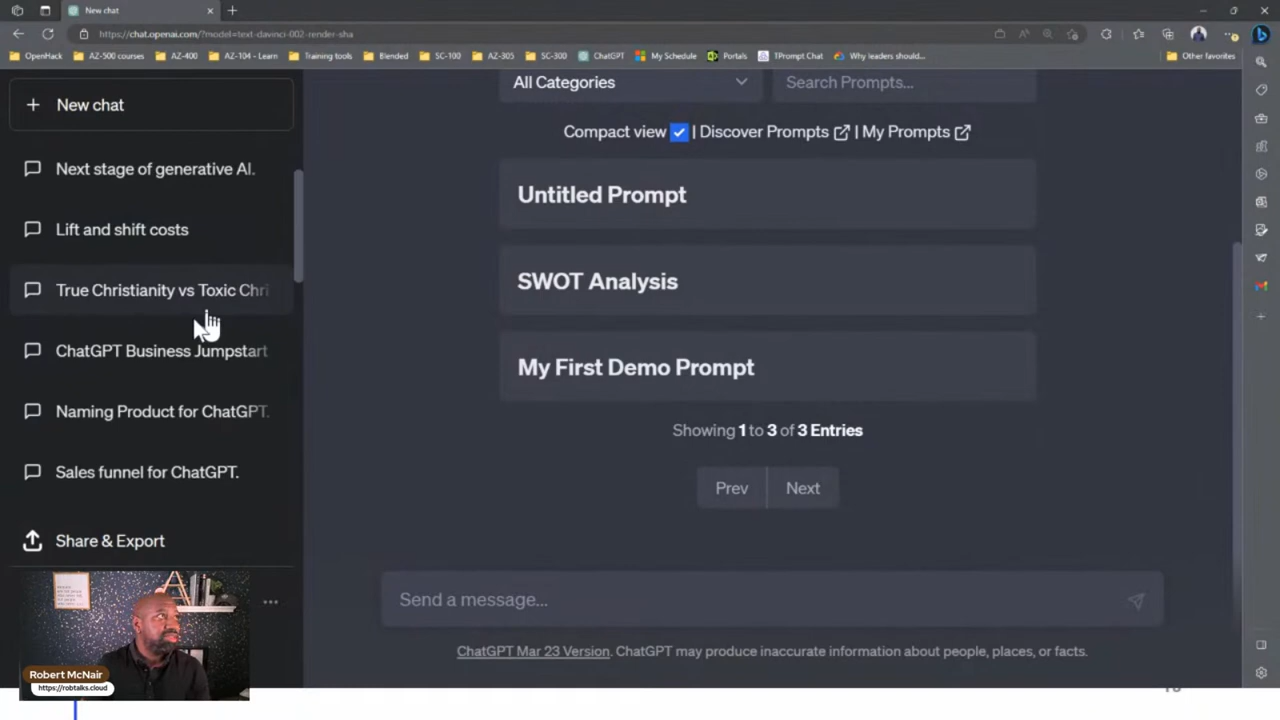 New chat
https://chat.openai.com/?model=text-davinci-002-render-sha
OpenHack
AZ-500 courses
AZ-400
AZ-104 - Learn
Training tools
Blended
SC-100
AZ-305
SC-300
ChatGPT
My Schedule
Portals
TPrompt Chat
Why leaders should...
Other favorites
New chat
Next stage of generative AI.
Lift and shift costs
True Christianity vs Toxic Chri
ChatGPT Business Jumpstart
Naming Product for ChatGPT.
Sales funnel for ChatGPT.
Share & Export
All Categories
Search Prompts...
Compact view | Discover Prompts | My Prompts
Untitled Prompt
SWOT Analysis
My First Demo Prompt
Showing 1 to 3 of 3 Entries
Prev
Next
Send a message...
ChatGPT Mar 23 Version. ChatGPT may produce inaccurate information about people, places, or facts.
Robert McNair
https://robtalks.cloud